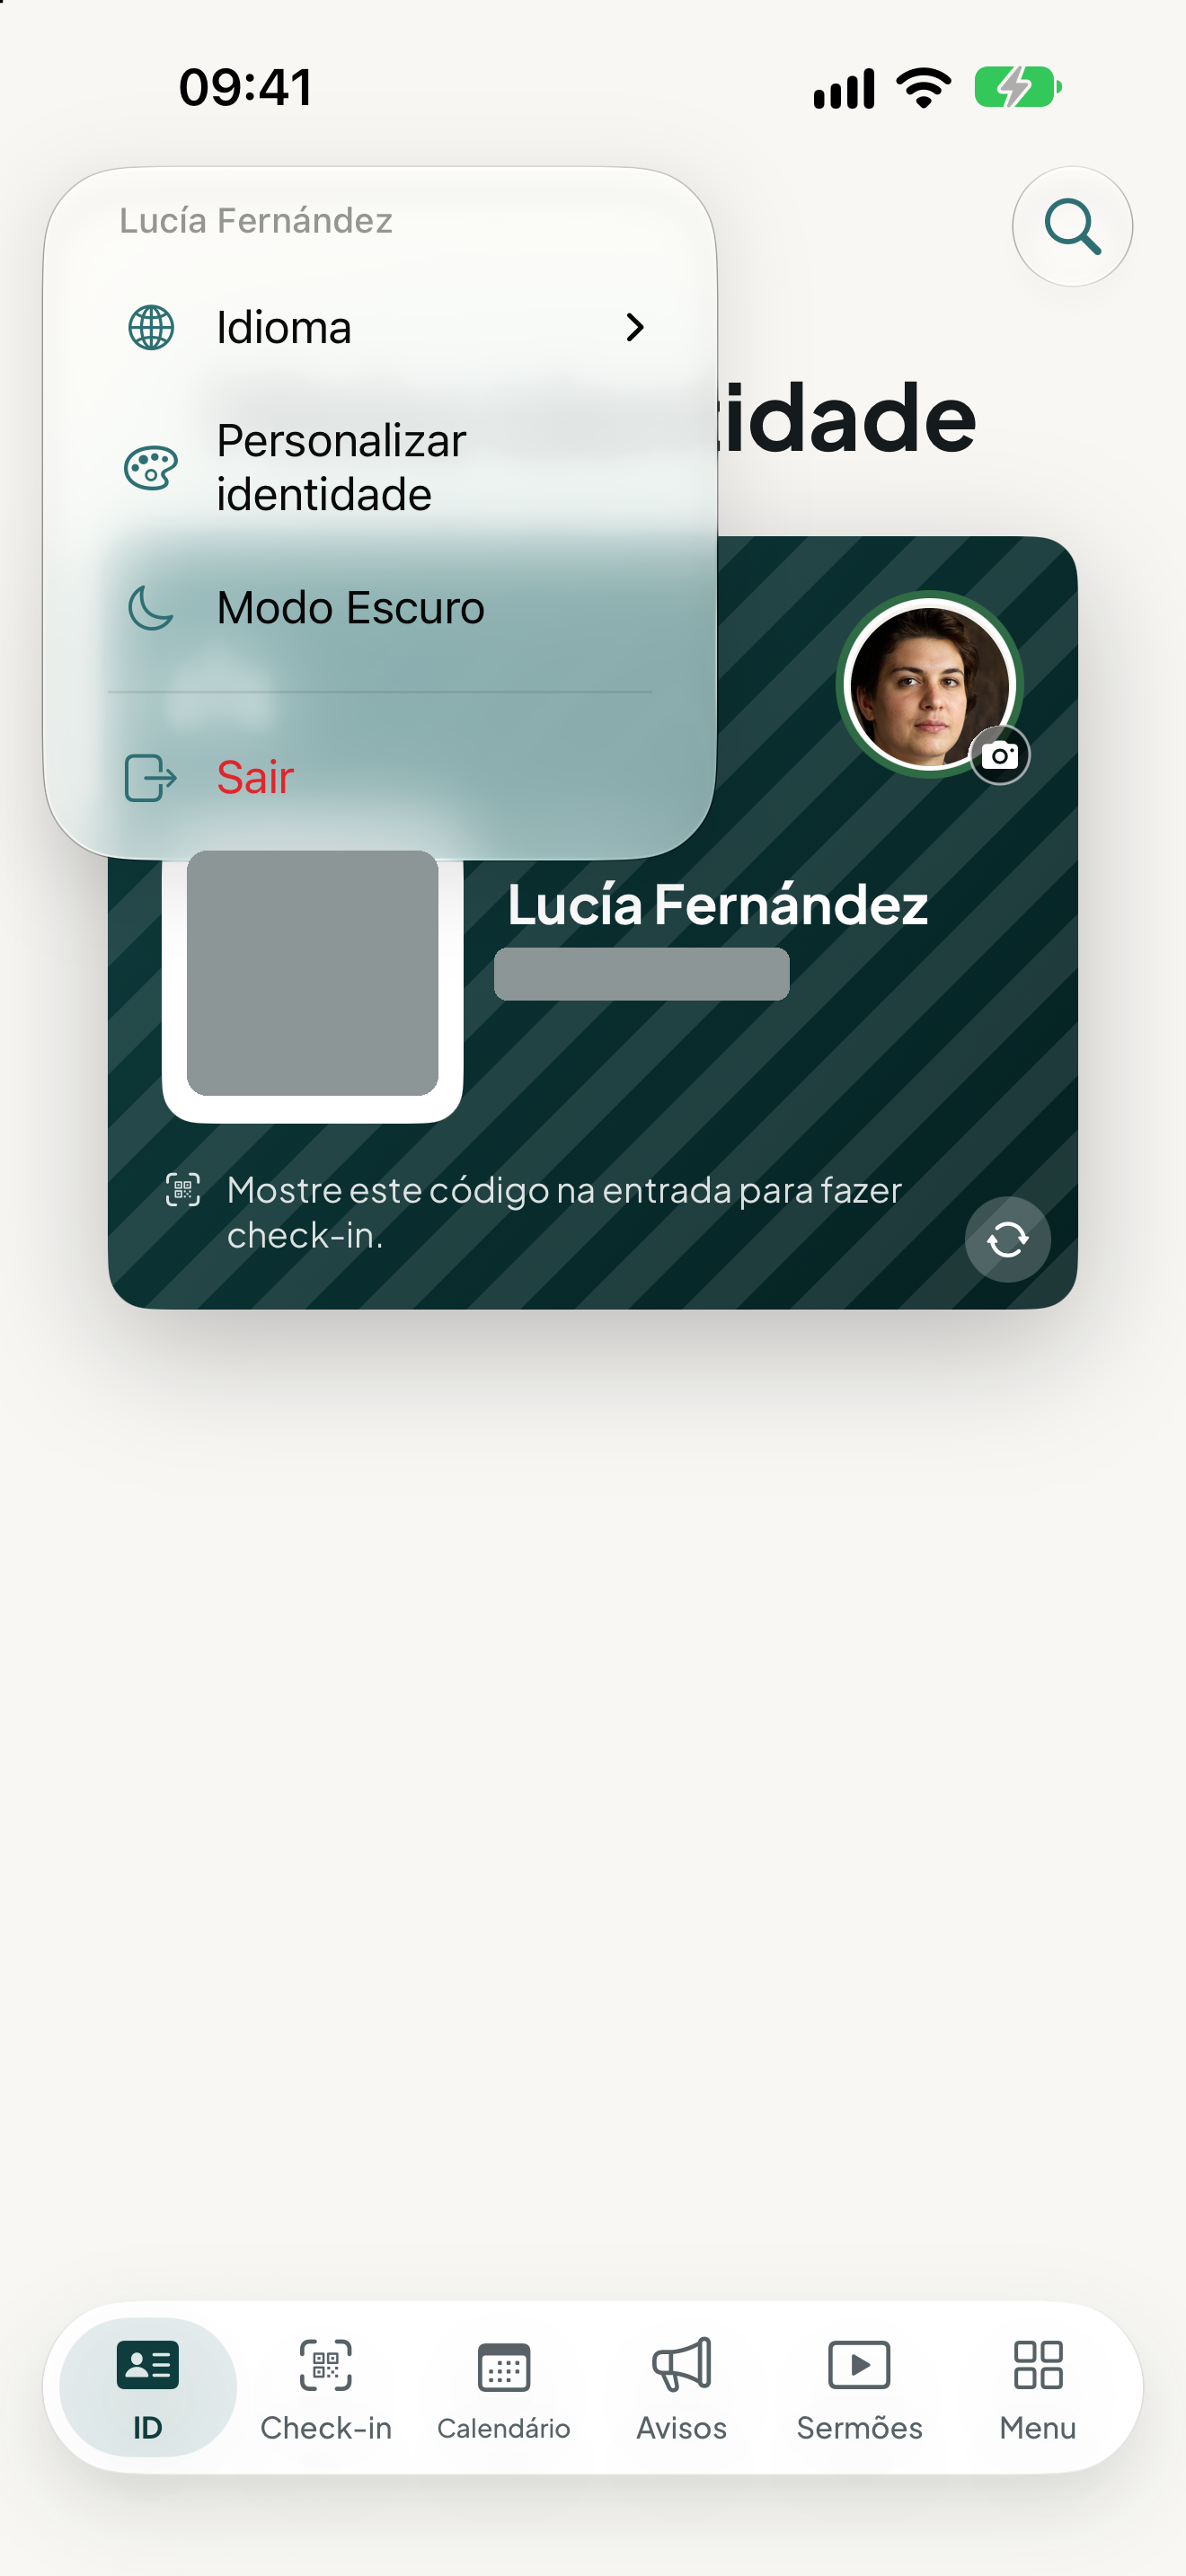 09:41
Lucía Fernández
Idioma
Personalizar
identidade
Modo Escuro
Sair
Lucía Fernández
Mostre este código na entrada para fazer
check-in.
ID
Check-in
Calendário
Avisos
Sermões
Menu